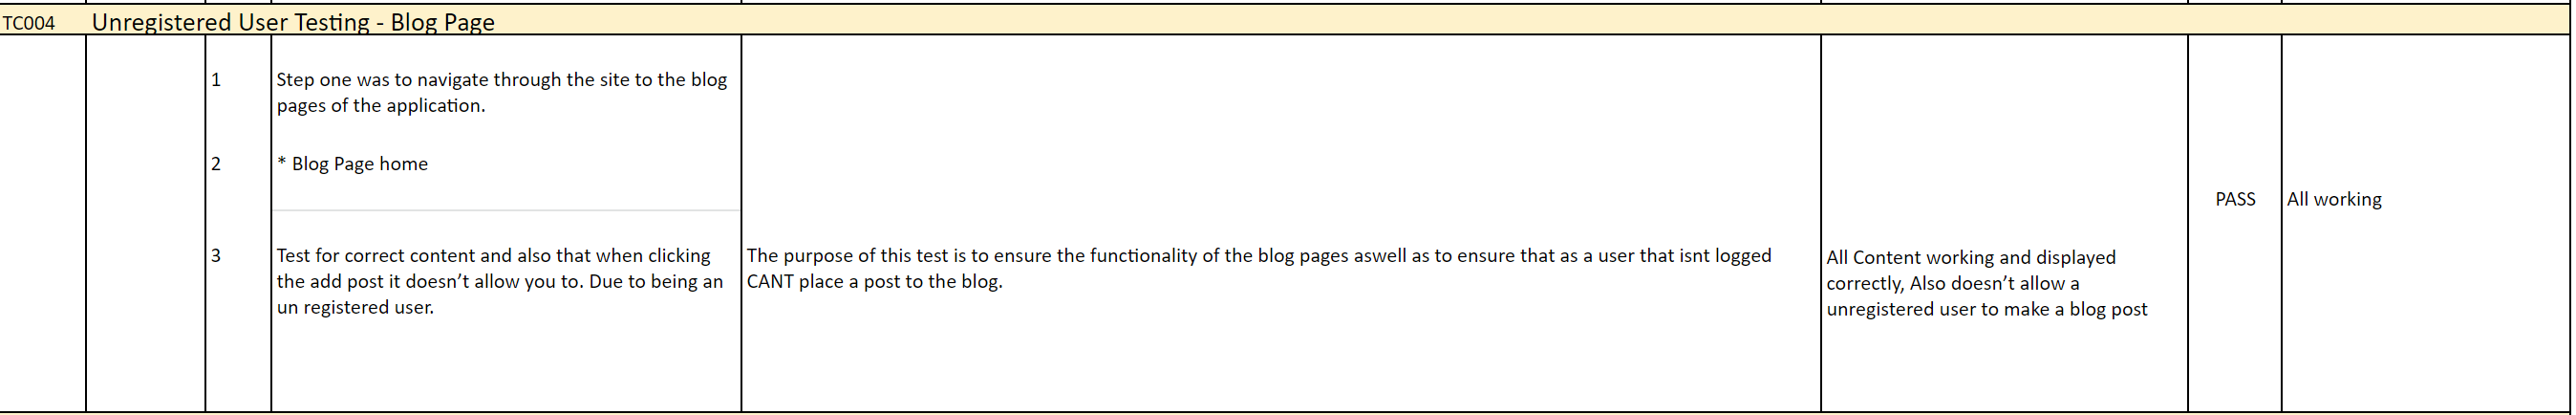 TC004 Unregistered User Testing - Blog Page
1 Step one was to navigate through the site to the blog
pages of the application.
2 * Blog Page home
PASS All working
3 Test for correct content and also that when clicking
the add post it doesn’t allow you to. Due to being an
un registered user.
The purpose of this test is to ensure the functionality of the blog pages aswell as to ensure that as a user that isnt logged
CANT place a post to the blog.
All Content working and displayed
correctly, Also doesn’t allow a
unregistered user to make a blog post